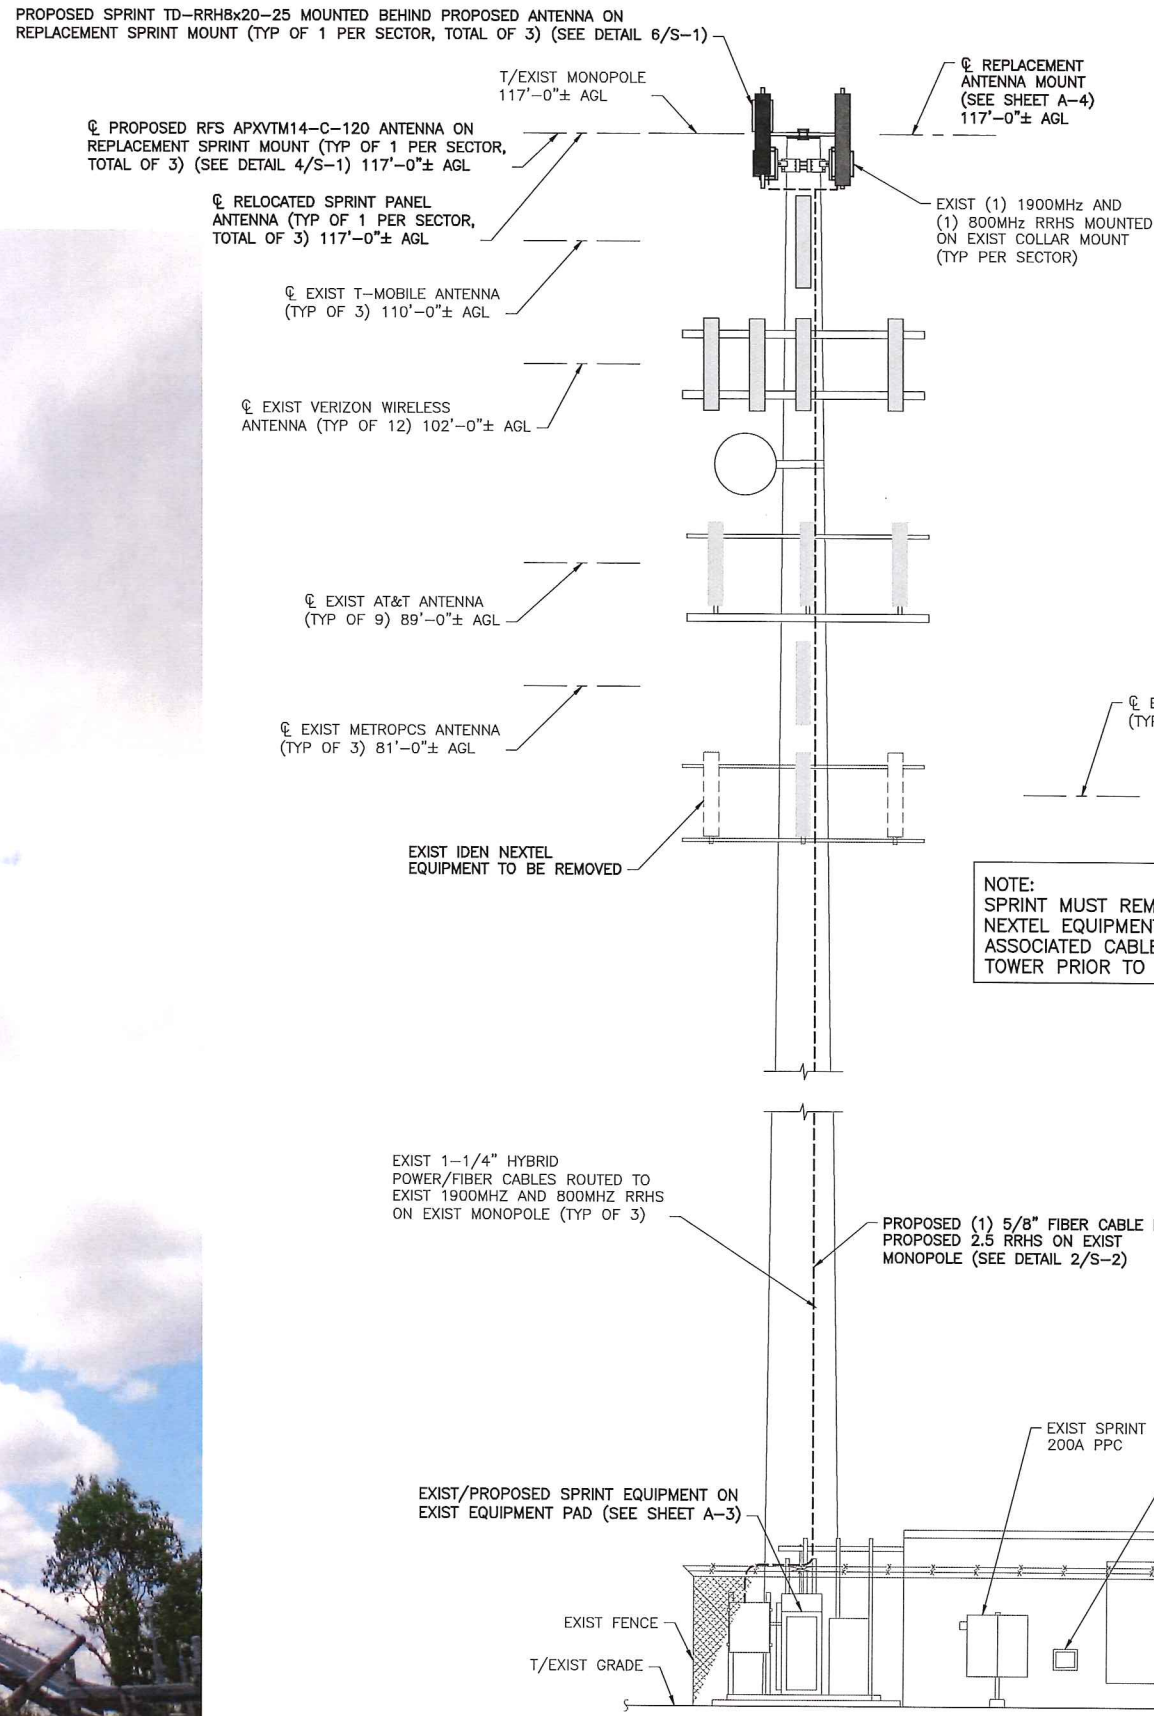 PROPOSED SPRINT TD-RRH8x20-25 MOUNTED BEHIND PROPOSED ANTENNA ON
REPLACEMENT SPRINT MOUNT (TYP OF 1 PER SECTOR, TOTAL OF 3) (SEE DETAIL 6/S-1)
T/EXIST MONOPOLE
117'-0"± AGL
℄ REPLACEMENT
ANTENNA MOUNT
(SEE SHEET A-4)
117'-0"± AGL
℄ PROPOSED RFS APXVTM14-C-120 ANTENNA ON
REPLACEMENT SPRINT MOUNT (TYP OF 1 PER SECTOR,
TOTAL OF 3) (SEE DETAIL 4/S-1) 117'-0"± AGL
℄ RELOCATED SPRINT PANEL
ANTENNA (TYP OF 1 PER SECTOR,
TOTAL OF 3) 117'-0"± AGL
EXIST (1) 1900MHz AND
(1) 800MHz RRHS MOUNTED
ON EXIST COLLAR MOUNT
(TYP PER SECTOR)
℄ EXIST T-MOBILE ANTENNA
(TYP OF 3) 110'-0"± AGL
℄ EXIST VERIZON WIRELESS
ANTENNA (TYP OF 12) 102'-0"± AGL
℄ EXIST AT&T ANTENNA
(TYP OF 9) 89'-0"± AGL
℄ EXIST METROPCS ANTENNA
(TYP OF 3) 81'-0"± AGL
℄ E
(TYP
EXIST IDEN NEXTEL
EQUIPMENT TO BE REMOVED
NOTE:
SPRINT MUST REM
NEXTEL EQUIPMENT
ASSOCIATED CABLE
TOWER PRIOR TO
EXIST 1-1/4" HYBRID
POWER/FIBER CABLES ROUTED TO
EXIST 1900MHZ AND 800MHZ RRHS
ON EXIST MONOPOLE (TYP OF 3)
PROPOSED (1) 5/8" FIBER CABLE
PROPOSED 2.5 RRHS ON EXIST
MONOPOLE (SEE DETAIL 2/S-2)
EXIST SPRINT
200A PPC
EXIST/PROPOSED SPRINT EQUIPMENT ON
EXIST EQUIPMENT PAD (SEE SHEET A-3)
EXIST FENCE
T/EXIST GRADE